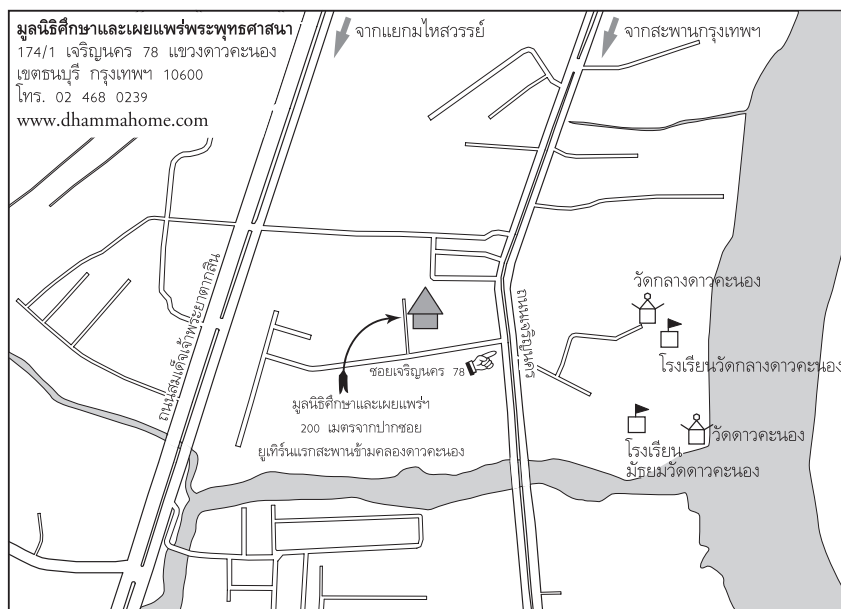 มูลนิธิศึกษาและเผยแพร่พระพุทธศาสนา
174/1 เจริญนคร 78 แขวงดาวคะนอง
เขตธนบุรี กรุงเทพฯ 10600
โทร. 02 468 0239
www.dhammahome.com
จากแยกมไหสวรรย์
จากสะพานกรุงเทพฯ
ถนนสมเด็จเจ้าพระยาตากสิน
ถนนเจริญนคร
วัดกลางดาวคะนอง
โรงเรียนวัดกลางดาวคะนอง
ซอยเจริญนคร 78
มูลนิธิศึกษาและเผยแพร่ฯ
200 เมตรจากปากซอย
ยูเทิร์นแรกสะพานข้ามคลองดาวคะนอง
วัดดาวคะนอง
โรงเรียน
มัธยมวัดดาวคะนอง